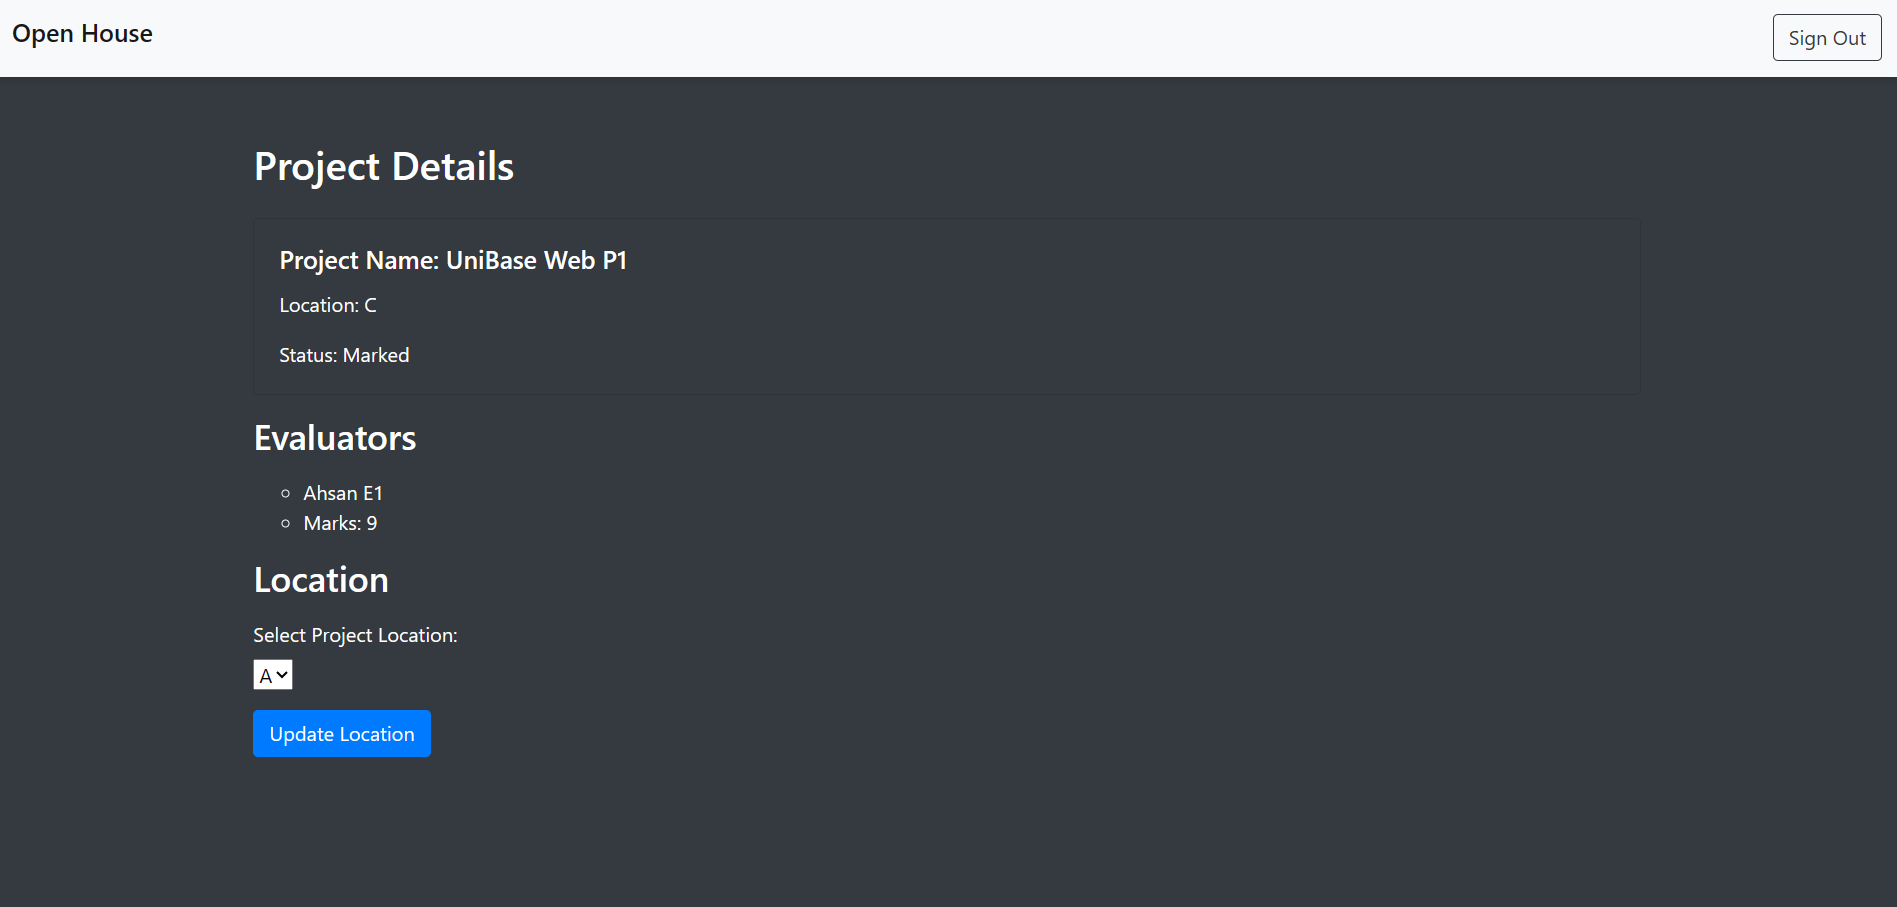 Open House
Sign Out
Project Details
Project Name: UniBase Web P1
Location: C
Status: Marked
Evaluators
Ahsan E1
Marks: 9
Location
Select Project Location:
A
Update Location